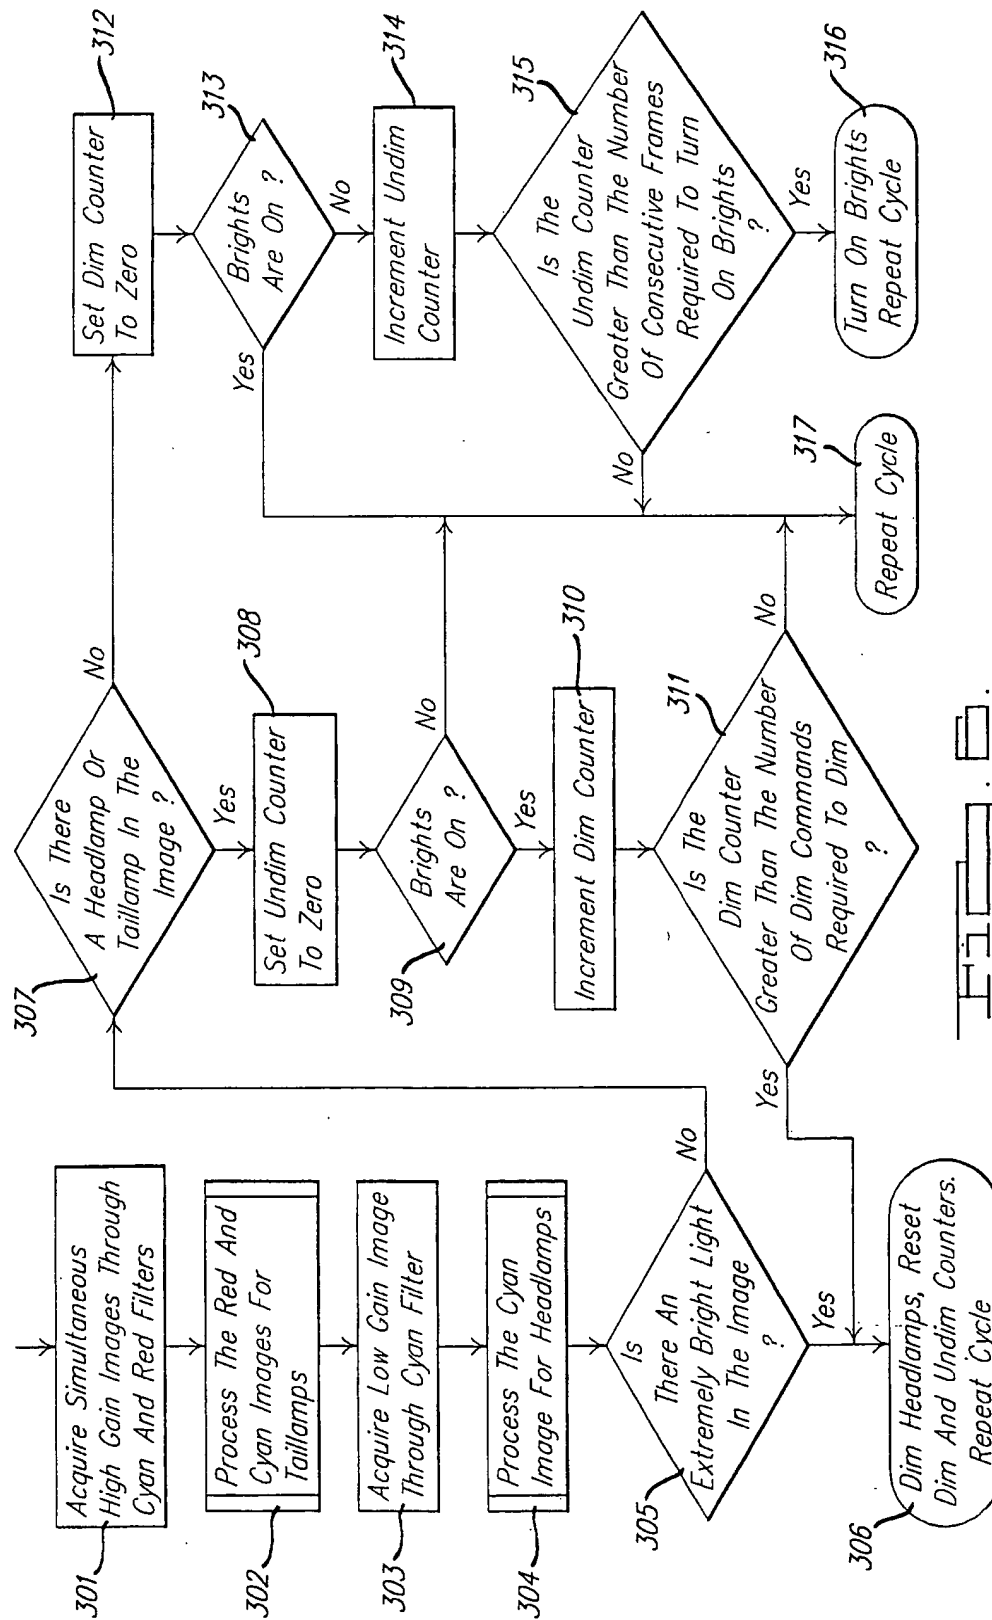 301
Acquire Simultaneous
High Gain Images Through
Cyan And Red Filters
302
Process The Red And
Cyan Images For
Taillamps
303
Acquire Low Gain Image
Through Cyan Filter
304
Process The Cyan
Image For Headlamps
305
Is
There An
Extremely Bright Light
In The Image
?
No
Yes
306
Dim Headlamps, Reset
Dim And Undim Counters.
Repeat Cycle
307
Is There
A Headlamp Or
Taillamp In The
Image ?
No
Yes
308
Set Undim Counter
To Zero
309
Brights
Are On ?
No
Yes
310
Increment Dim Counter
311
Is The
Dim Counter
Greater Than The Number
Of Dim Commands
Required To Dim
?
Yes
No
312
Set Dim Counter
To Zero
313
Brights
Are On ?
Yes
No
314
Increment Undim
Counter
315
Is The
Undim Counter
Greater Than The Number
Of Consecutive Frames
Required To Turn
On Brights
?
No
Yes
316
Turn On Brights
Repeat Cycle
317
Repeat Cycle